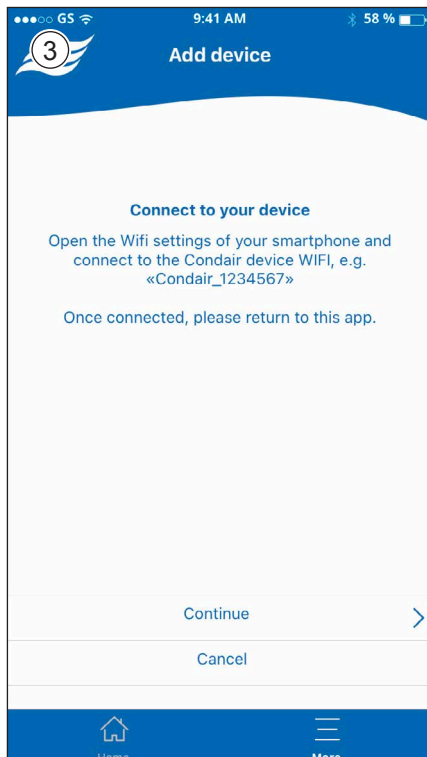 GS 9:41 AM 58 %
3
Add device
Connect to your device
Open the Wifi settings of your smartphone and
connect to the Condair device WIFI, e.g.
«Condair_1234567»
Once connected, please return to this app.
Continue
Cancel
Home More